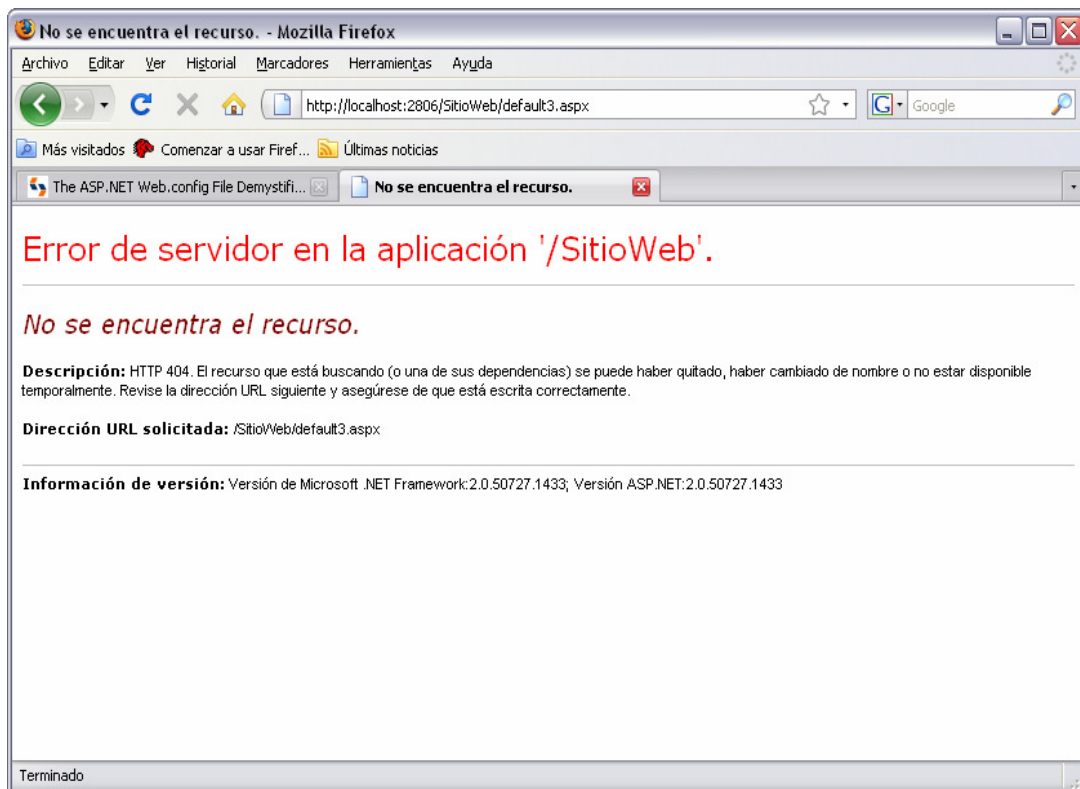 No se encuentra el recurso. - Mozilla Firefox
Archivo Editar Ver Historial Marcadores Herramientas Ayuda
http://localhost:2806/SitioWeb/default3.aspx G Google
Más visitados Comenzar a usar Firef... Últimas noticias
The ASP.NET Web.config File Demystifi... No se encuentra el recurso.
Error de servidor en la aplicación '/SitioWeb'.
No se encuentra el recurso.
Descripción: HTTP 404. El recurso que está buscando (o una de sus dependencias) se puede haber quitado, haber cambiado de nombre o no estar disponible
temporalmente. Revise la dirección URL siguiente y asegúrese de que está escrita correctamente.
Dirección URL solicitada: /SitioWeb/default3.aspx
Información de versión: Versión de Microsoft .NET Framework:2.0.50727.1433; Versión ASP.NET:2.0.50727.1433
Terminado